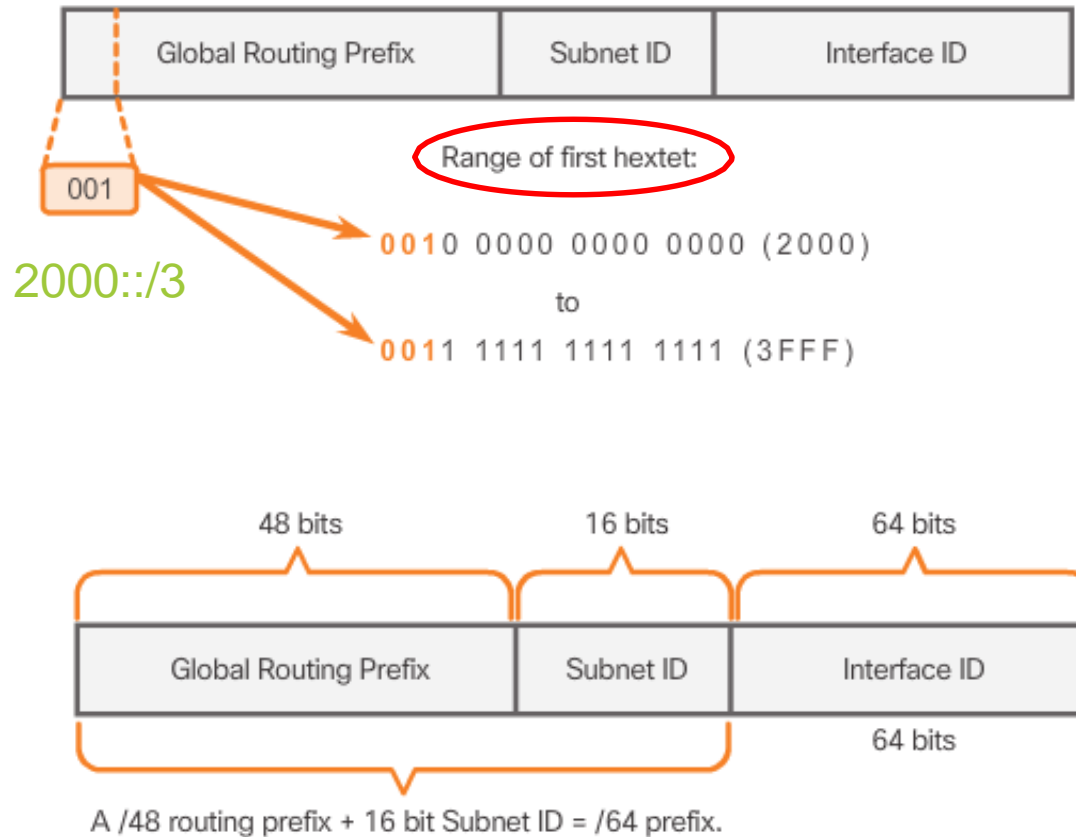 Global Routing Prefix Subnet ID Interface ID
Range of first hextet:
001
0010 0000 0000 0000 (2000)
2000::/3
to
0011 1111 1111 1111 (3FFF)
48 bits 16 bits 64 bits
Global Routing Prefix Subnet ID Interface ID
64 bits
A /48 routing prefix + 16 bit Subnet ID = /64 prefix.